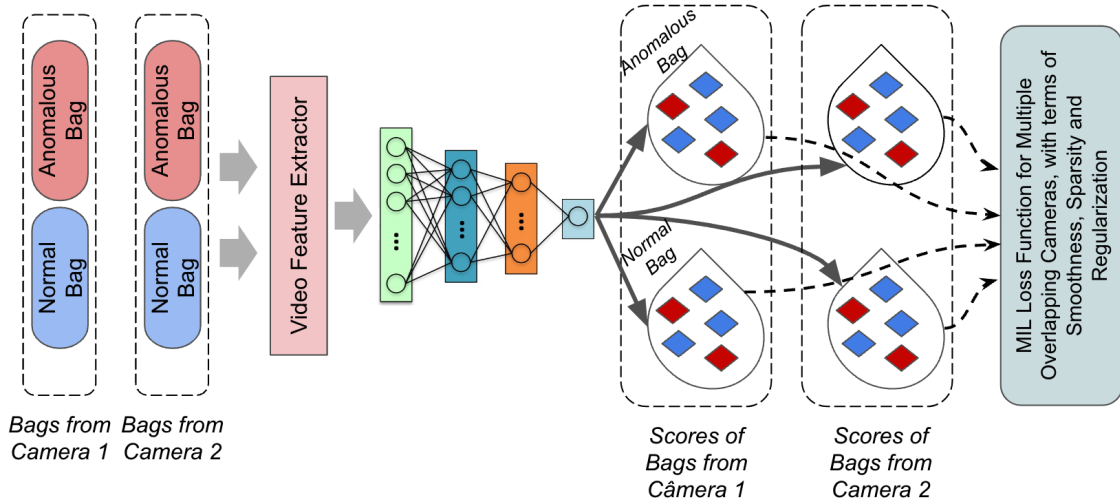 Anomalous
Bag
Normal
Bag
Bags from
Camera 1
Anomalous
Bag
Normal
Bag
Bags from
Camera 2
Video Feature Extractor
...
...
...
Anomalous
Bag
Normal
Bag
Scores of
Bags from
Câmera 1
Scores of
Bags from
Camera 2
MIL Loss Function for Multiple
Overlapping Cameras, with terms of
Smoothness, Sparsity and
Regularization